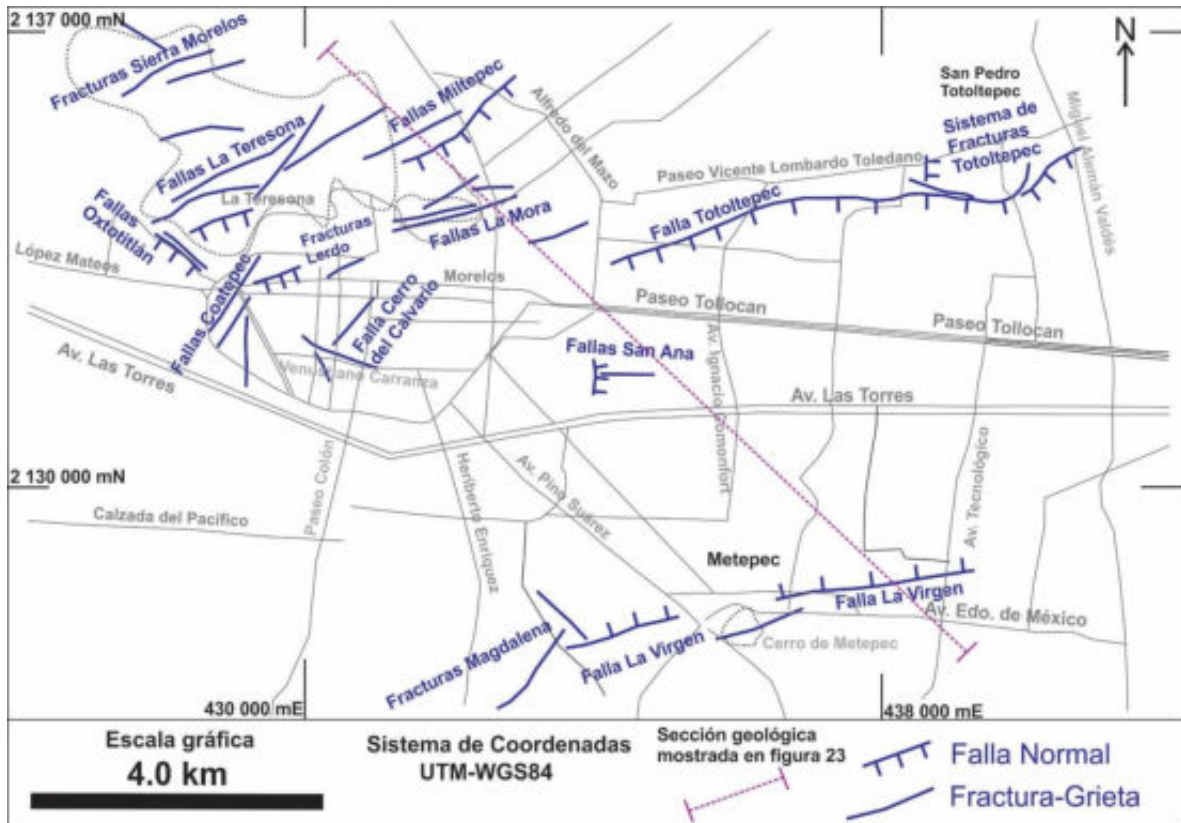 2 137 000 mN
N
Fracturas Sierra Morelos
Fallas Miltepec
Alfredo del Mazo
San Pedro
Totoltepec
Miguel Alemán Valdés
Sistema de
Fracturas
Totoltepec
Fallas La Teresona
Paseo Vicente Lombardo Toledano
La Teresona
Falla Totoltepec
Fallas
Oxtotitlán
Fallas La Mora
Fracturas
Lerdo
López Mateos
Morelos
Paseo Tollocan
Paseo Tollocan
Fallas Coatepec
Falla Cerro
del Calvario
Fallas San Ana
Av. Las Torres
Venustiano Carranza
Av. Ignacio Comonfort
Av. Las Torres
2 130 000 mN
Paseo Colón
Heriberto Enriquez
Av. Pino Suárez
Av. Tecnológico
Calzada del Pacífico
Metepec
Falla La Virgen
Av. Edo. de México
Fracturas Magdalena
Falla La Virgen
Cerro de Metepec
430 000 mE
438 000 mE
Escala gráfica
4.0 km
Sistema de Coordenadas
UTM-WGS84
Sección geológica
mostrada en figura 23
Falla Normal
Fractura-Grieta